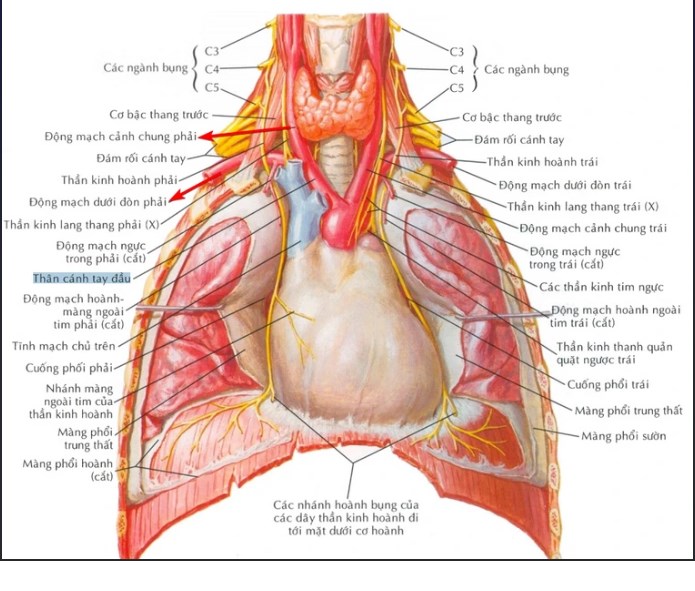 C3
C4
C5
Các ngành bụng
Cơ bậc thang trước
Động mạch cảnh chung phải
Đám rối cánh tay
Thần kinh hoành phải
Động mạch dưới đòn phải
Thần kinh lang thang phải (X)
Động mạch ngực
trong phải (cắt)
Thân cánh tay đầu
Động mạch hoành-
màng ngoài
tim phải (cắt)
Tĩnh mạch chủ trên
Cuống phổi phải
Nhánh màng
ngoài tim của
thần kinh hoành
Màng phổi
trung thất
Màng phổi hoành
(cắt)
C3
C4
C5
Các ngành bụng
Cơ bậc thang trước
Đám rối cánh tay
Thần kinh hoành trái
Động mạch dưới đòn trái
Thần kinh lang thang trái (X)
Động mạch cảnh chung trái
Động mạch ngực
trong trái (cắt)
Các thần kinh tim ngực
Động mạch hoành ngoài
tim trái (cắt)
Thần kinh thanh quản
quặt ngược trái
Cuống phổi trái
Màng phổi trung thất
Màng phổi sườn
Các nhánh hoành bụng của
các dây thần kinh hoành đi
tới mặt dưới cơ hoành